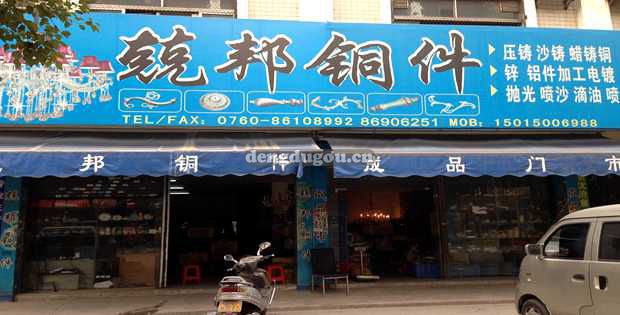 兢邦铜件
压铸 沙铸 蜡铸铜
锌 铝件加工电镀
抛光 喷沙 滴油 喷
TEL/FAX: 0760-86108992 86906251 MOB: 15015006988
邦铜件 成品门市
dengdugou.cn